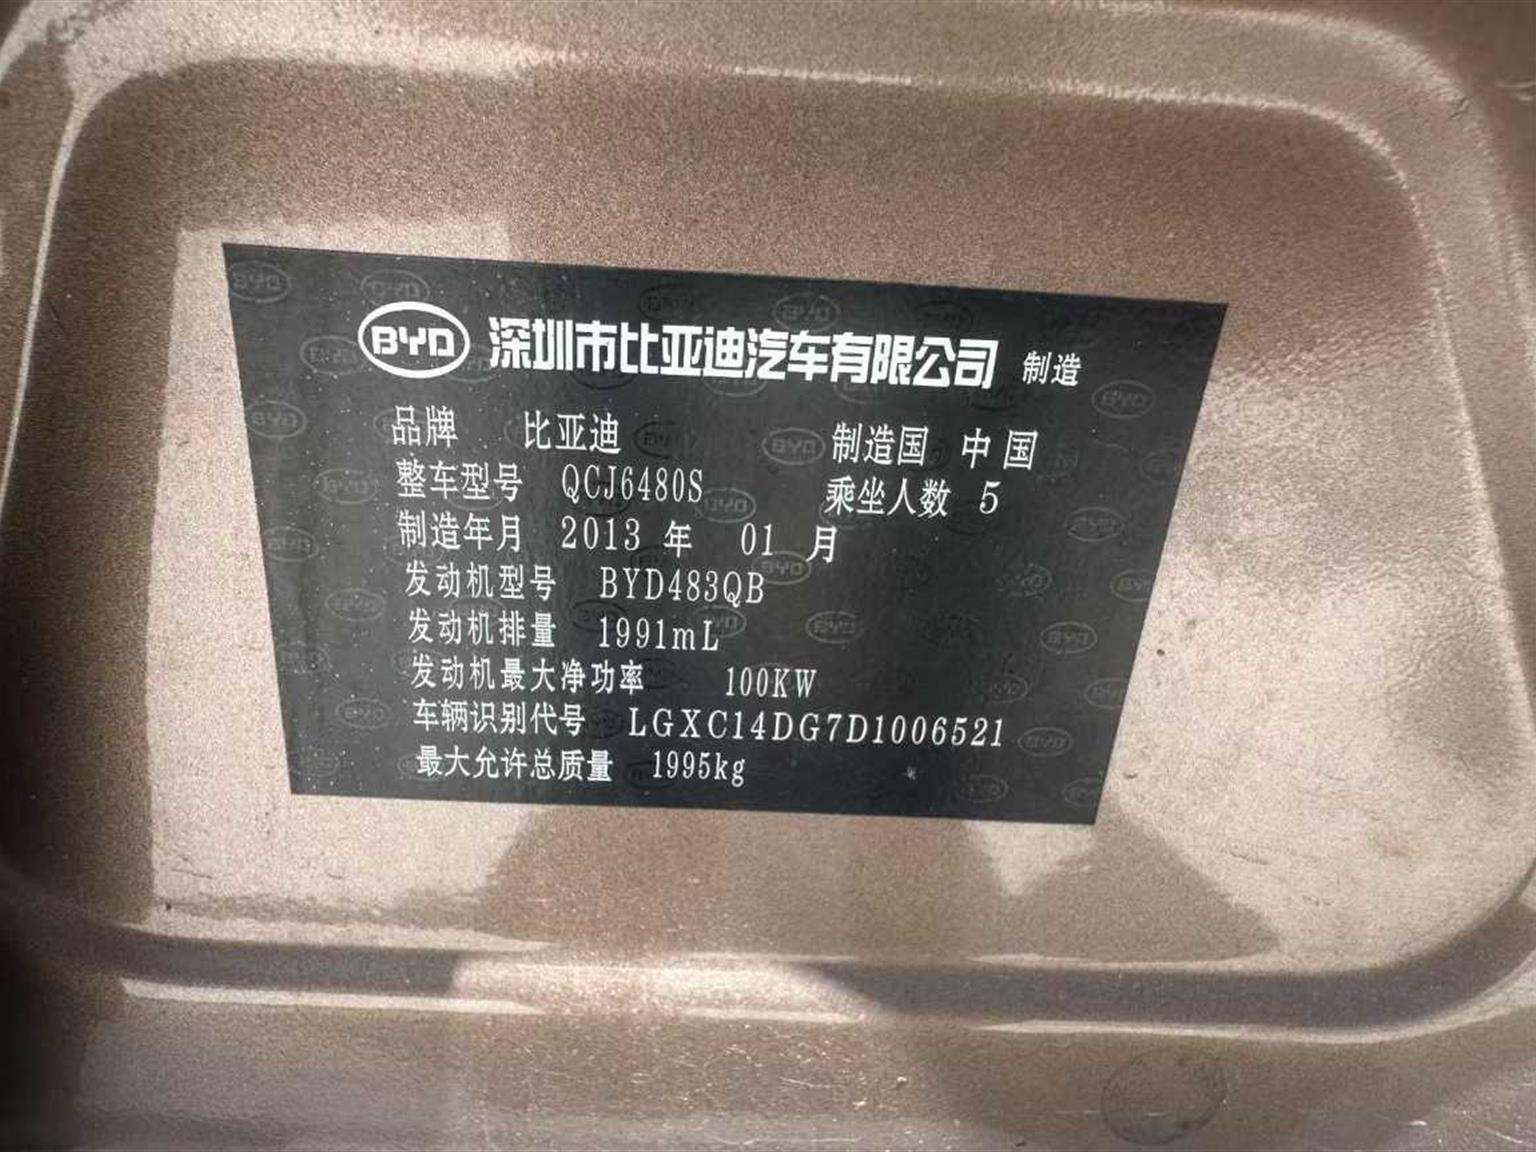 BYD 深圳市比亚迪汽车有限公司 制造
品牌 比亚迪 制造国 中国
整车型号 QCJ6480S 乘坐人数 5
制造年月 2013 年 01 月
发动机型号 BYD483QB
发动机排量 1991mL
发动机最大净功率 100KW
车辆识别代号 LGXC14DG7D1006521
最大允许总质量 1995kg